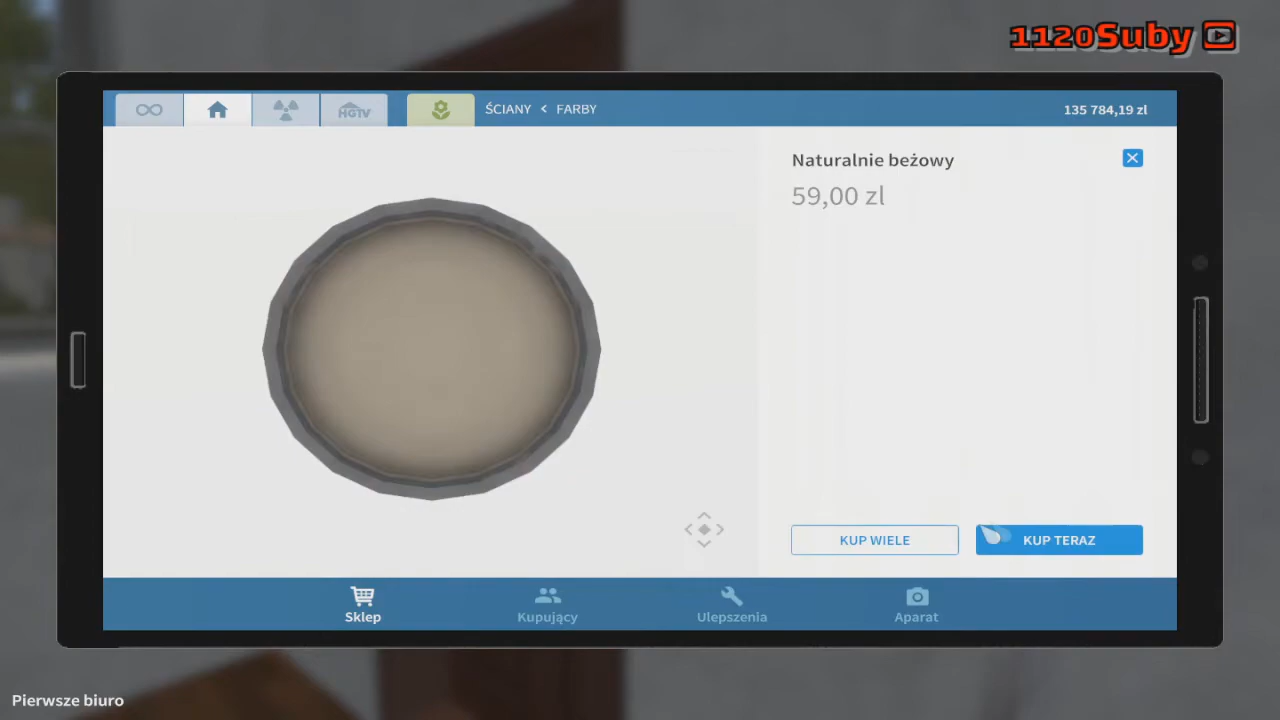 1120Suby
HGTV
ŚCIANY < FARBY
135 784,19 zl
Naturalnie beżowy
59,00 zl
KUP WIELE
KUP TERAZ
Sklep
Kupujący
Ulepszenia
Aparat
Pierwsze biuro